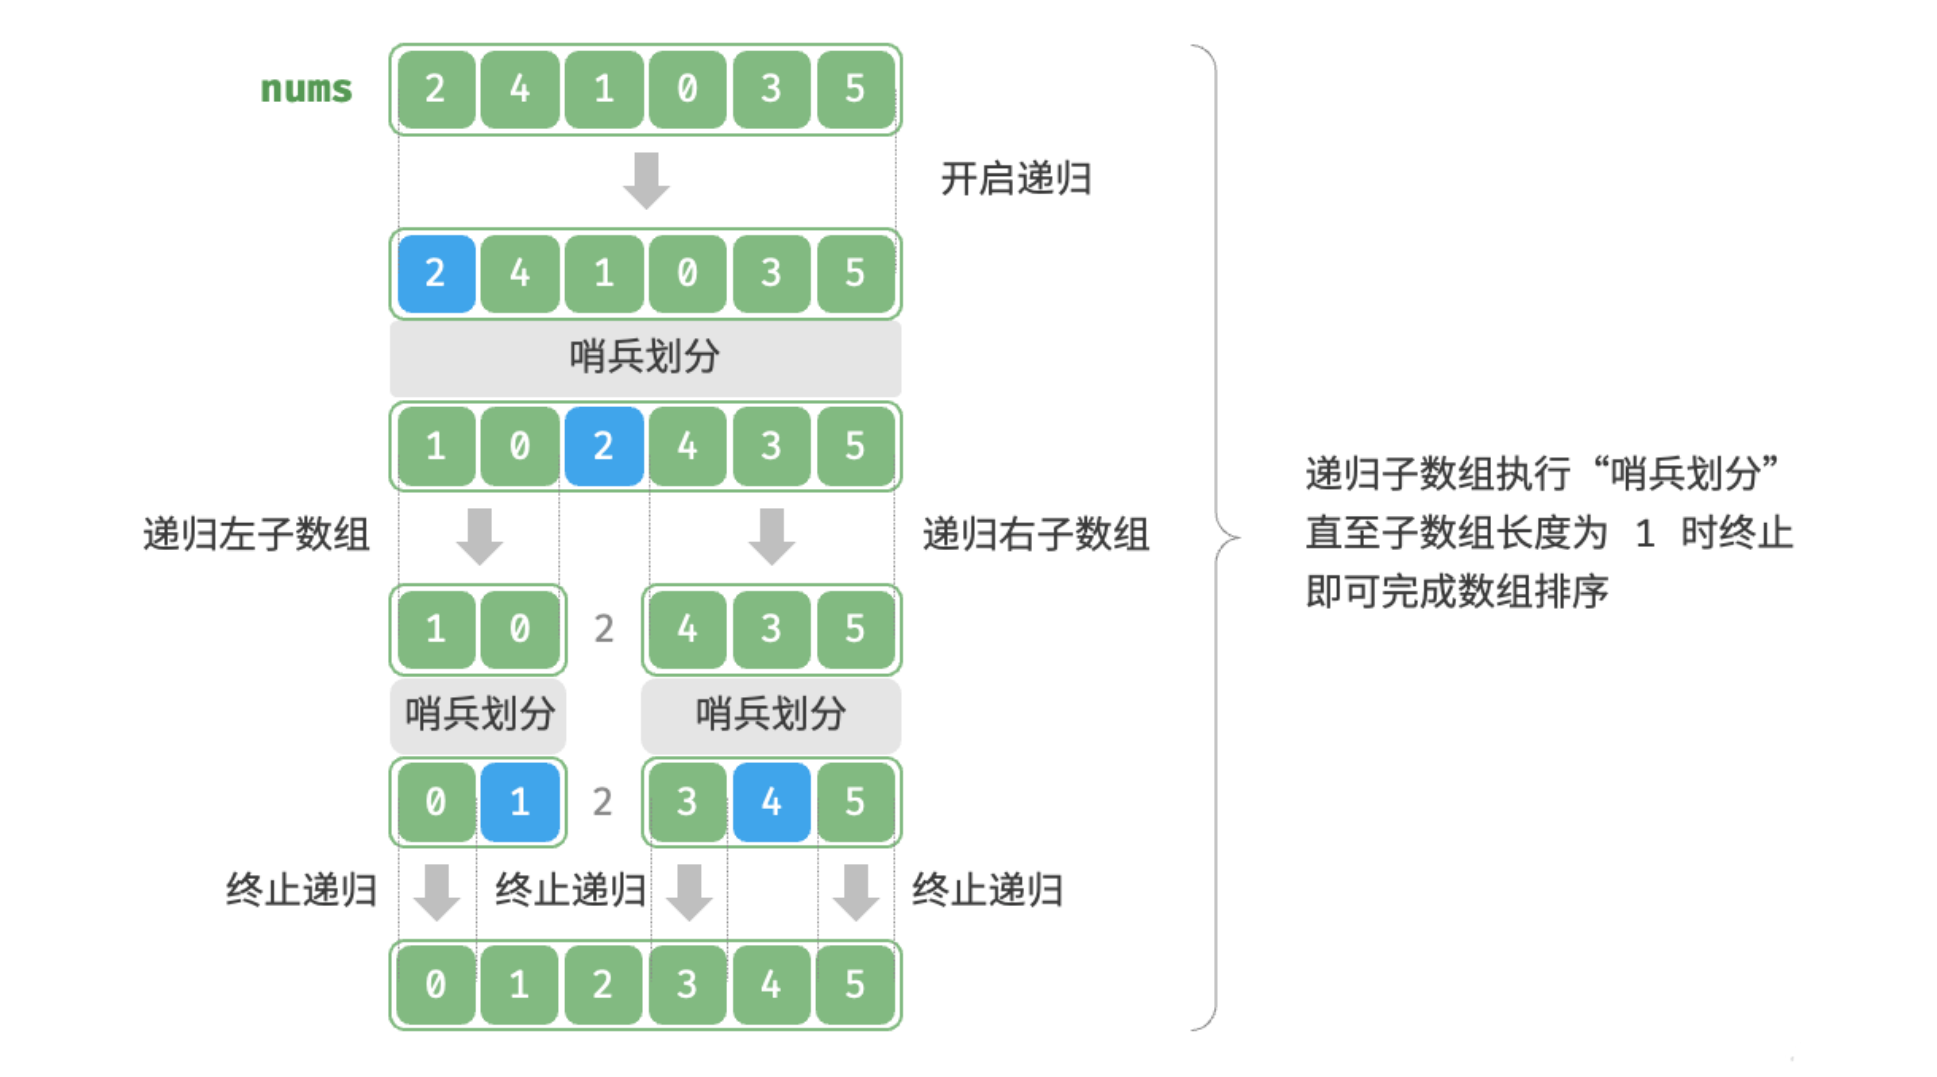 nums 2 4 1 0 3 5
开启递归
2 4 1 0 3 5
哨兵划分
1 0 2 4 3 5
递归左子数组 递归右子数组
1 0 2 4 3 5
哨兵划分 哨兵划分
0 1 2 3 4 5
终止递归 终止递归 终止递归
0 1 2 3 4 5
递归子数组执行“哨兵划分”
直至子数组长度为 1 时终止
即可完成数组排序